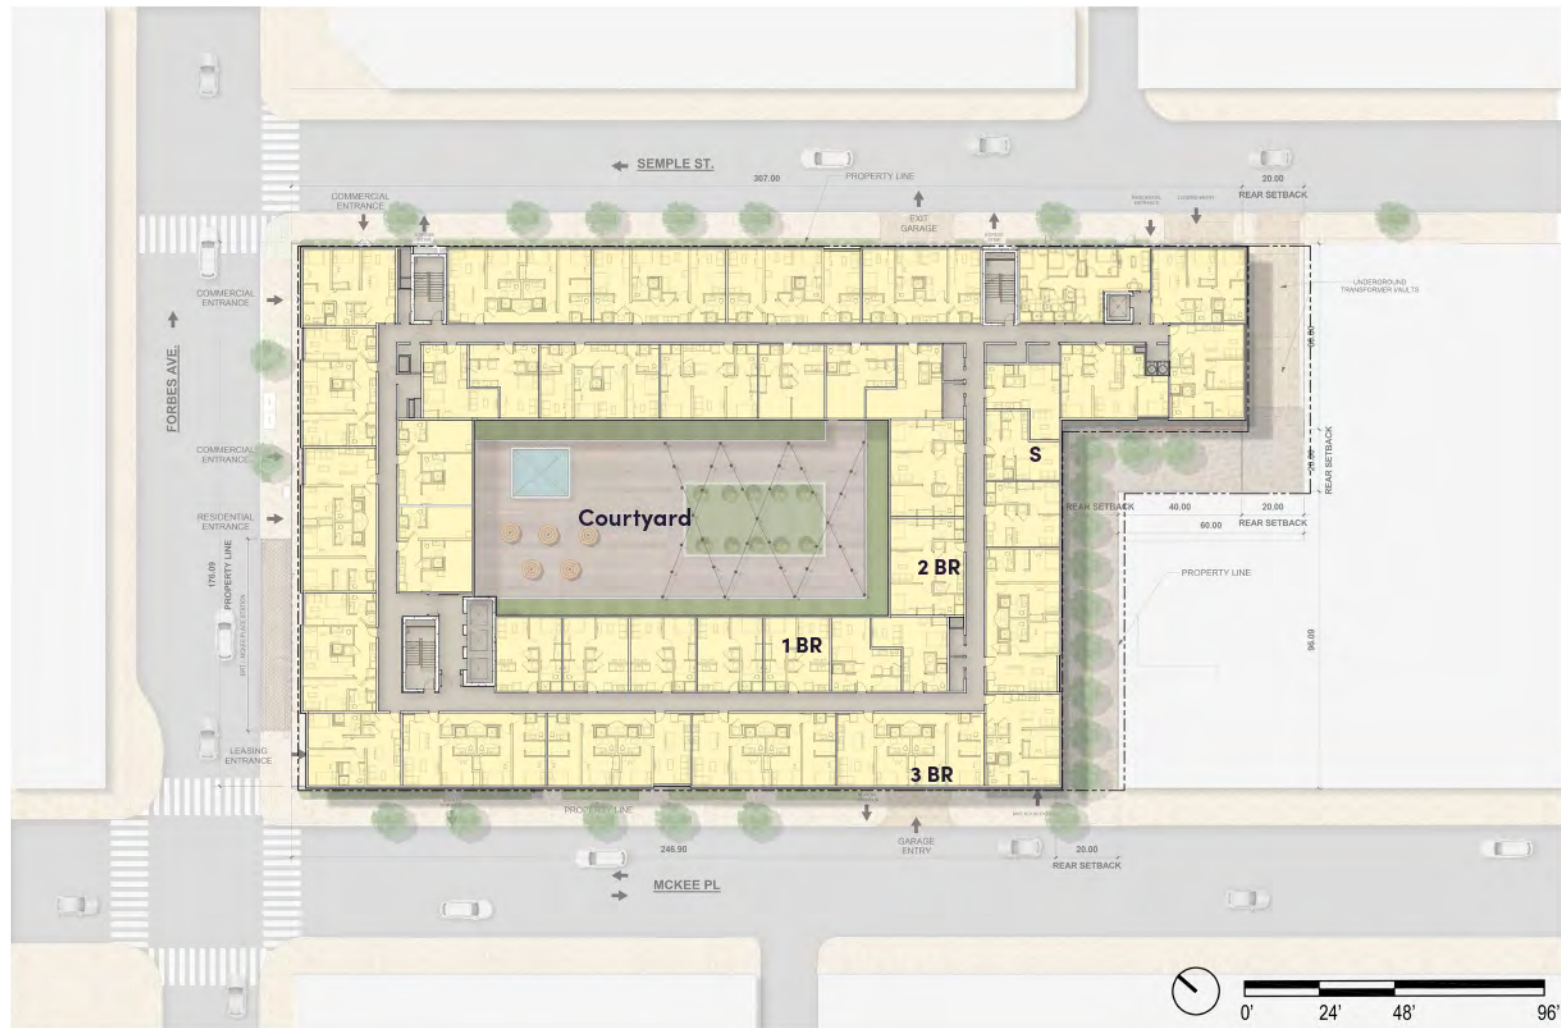 SEMPLE ST.
307.00
PROPERTY LINE
20.00
REAR SETBACK
COMMERCIAL
ENTRANCE
EXIT
GARAGE
UNDERGROUND
TRANSFORMER VAULTS
COMMERCIAL
ENTRANCE
FORBES AVE.
COMMERCIAL
ENTRANCE
RESIDENTIAL
ENTRANCE
PROPERTY LINE
176.09
LEASING
ENTRANCE
S
Courtyard
2 BR
1 BR
3 BR
REAR SETBACK
REAR SETBACK
40.00
20.00
60.00
REAR SETBACK
PROPERTY LINE
96.09
PROPERTY LINE
GARAGE
ENTRY
246.90
20.00
REAR SETBACK
MCKEE PL
0' 24' 48' 96'